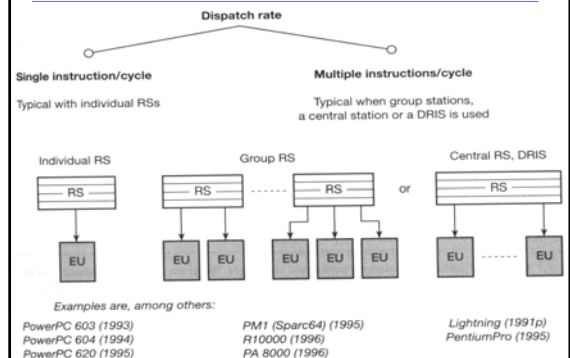 Dispatch rate
Single instruction/cycle
Multiple instructions/cycle
Typical with individual RSs
Typical when group stations,
a central station or a DRIS is used
Individual RS
Group RS
Central RS, DRIS
RS
RS
RS
or
RS
EU
EU
EU
EU
EU
EU
EU
EU
Examples are, among others:
PowerPC 603 (1993)
PM1 (Sparc64) (1995)
Lightning (1991p)
PowerPC 604 (1994)
R10000 (1996)
PentiumPro (1995)
PowerPC 620 (1995)
PA 8000 (1996)